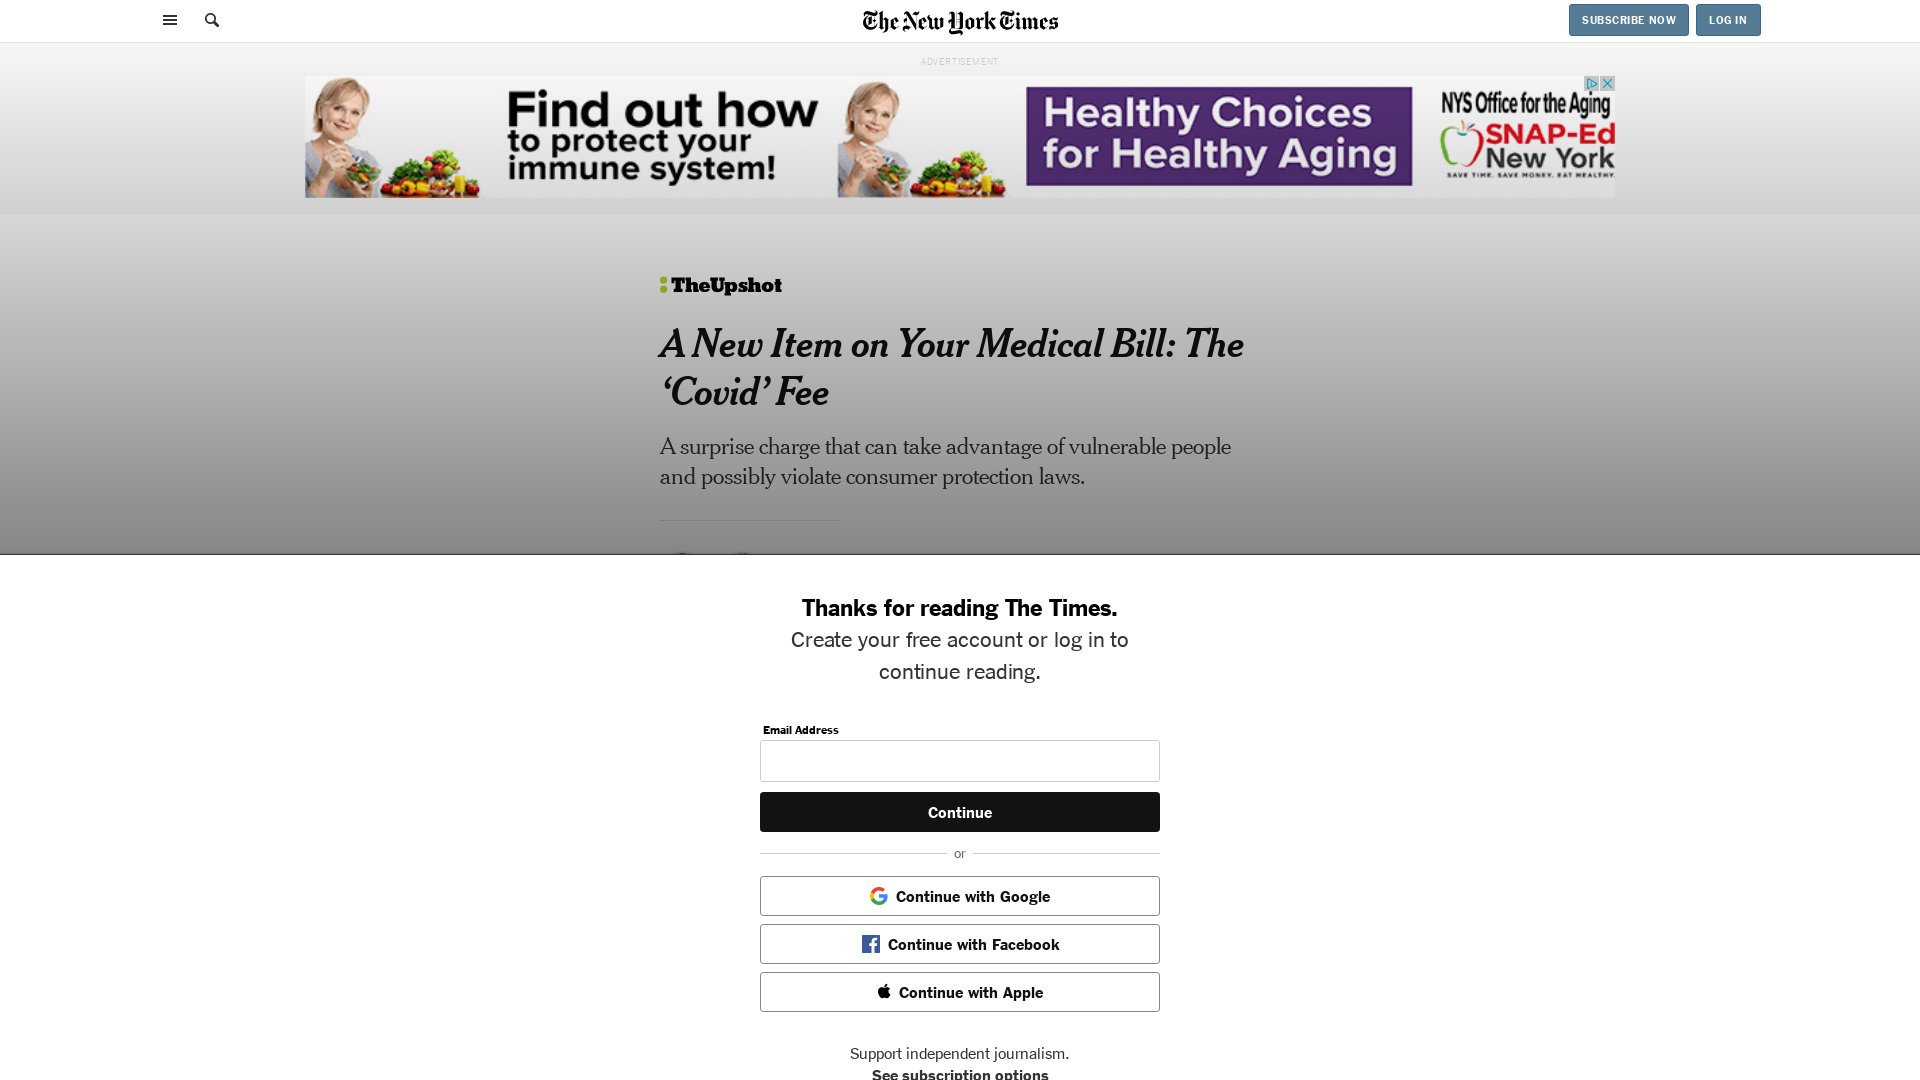 The New York Times
SUBSCRIBE NOW
LOG IN
ADVERTISEMENT
Find out how
to protect your
immune system!
Healthy Choices
for Healthy Aging
NYS Office for the Aging
SNAP-Ed
New York
SAVE TIME. SAVE MONEY. EAT HEALTHY.
TheUpshot
A New Item on Your Medical Bill: The
‘Covid’ Fee
A surprise charge that can take advantage of vulnerable people
and possibly violate consumer protection laws.
Thanks for reading The Times.
Create your free account or log in to
continue reading.
Email Address
Continue
or
Continue with Google
Continue with Facebook
Continue with Apple
Support independent journalism.
See subscription options